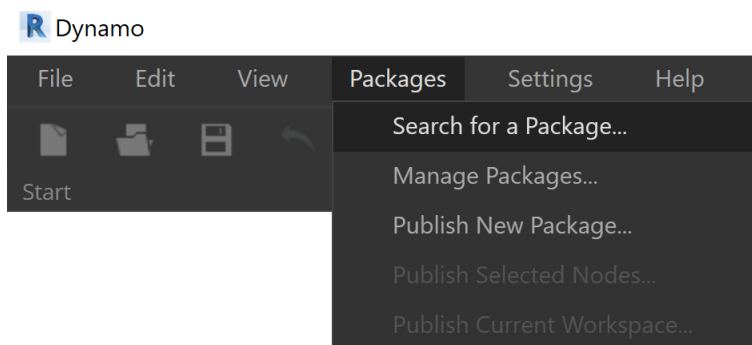 Dynamo
File Edit View Packages Settings Help
Search for a Package...
Manage Packages...
Start
Publish New Package...
Publish Selected Nodes...
Publish Current Workspace...